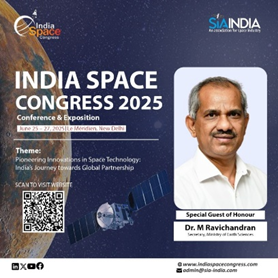 India
Space
Congress
SIA INDIA
INDIA SPACE
CONGRESS 2025
Conference & Exposition
June 25 - 27, 2025 | Le Meridien, New Delhi
Theme:
Pioneering Innovations in Space Technology:
India's Journey towards Global Partnership
SCAN TO VISIT WEBSITE
Special Guest of Honour
Dr. M Ravichandran
Secretary, Ministry of Earth Sciences
www.indiaspacecongress.com
admin@sia-india.com